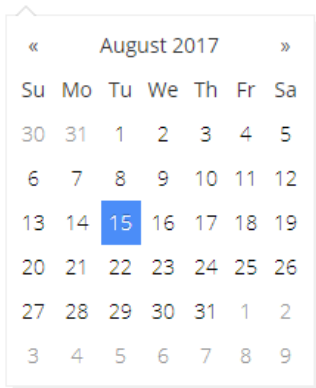 « August 2017 »
Su Mo Tu We Th Fr Sa
30 31 1 2 3 4 5
6 7 8 9 10 11 12
13 14 15 16 17 18 19
20 21 22 23 24 25 26
27 28 29 30 31 1 2
3 4 5 6 7 8 9